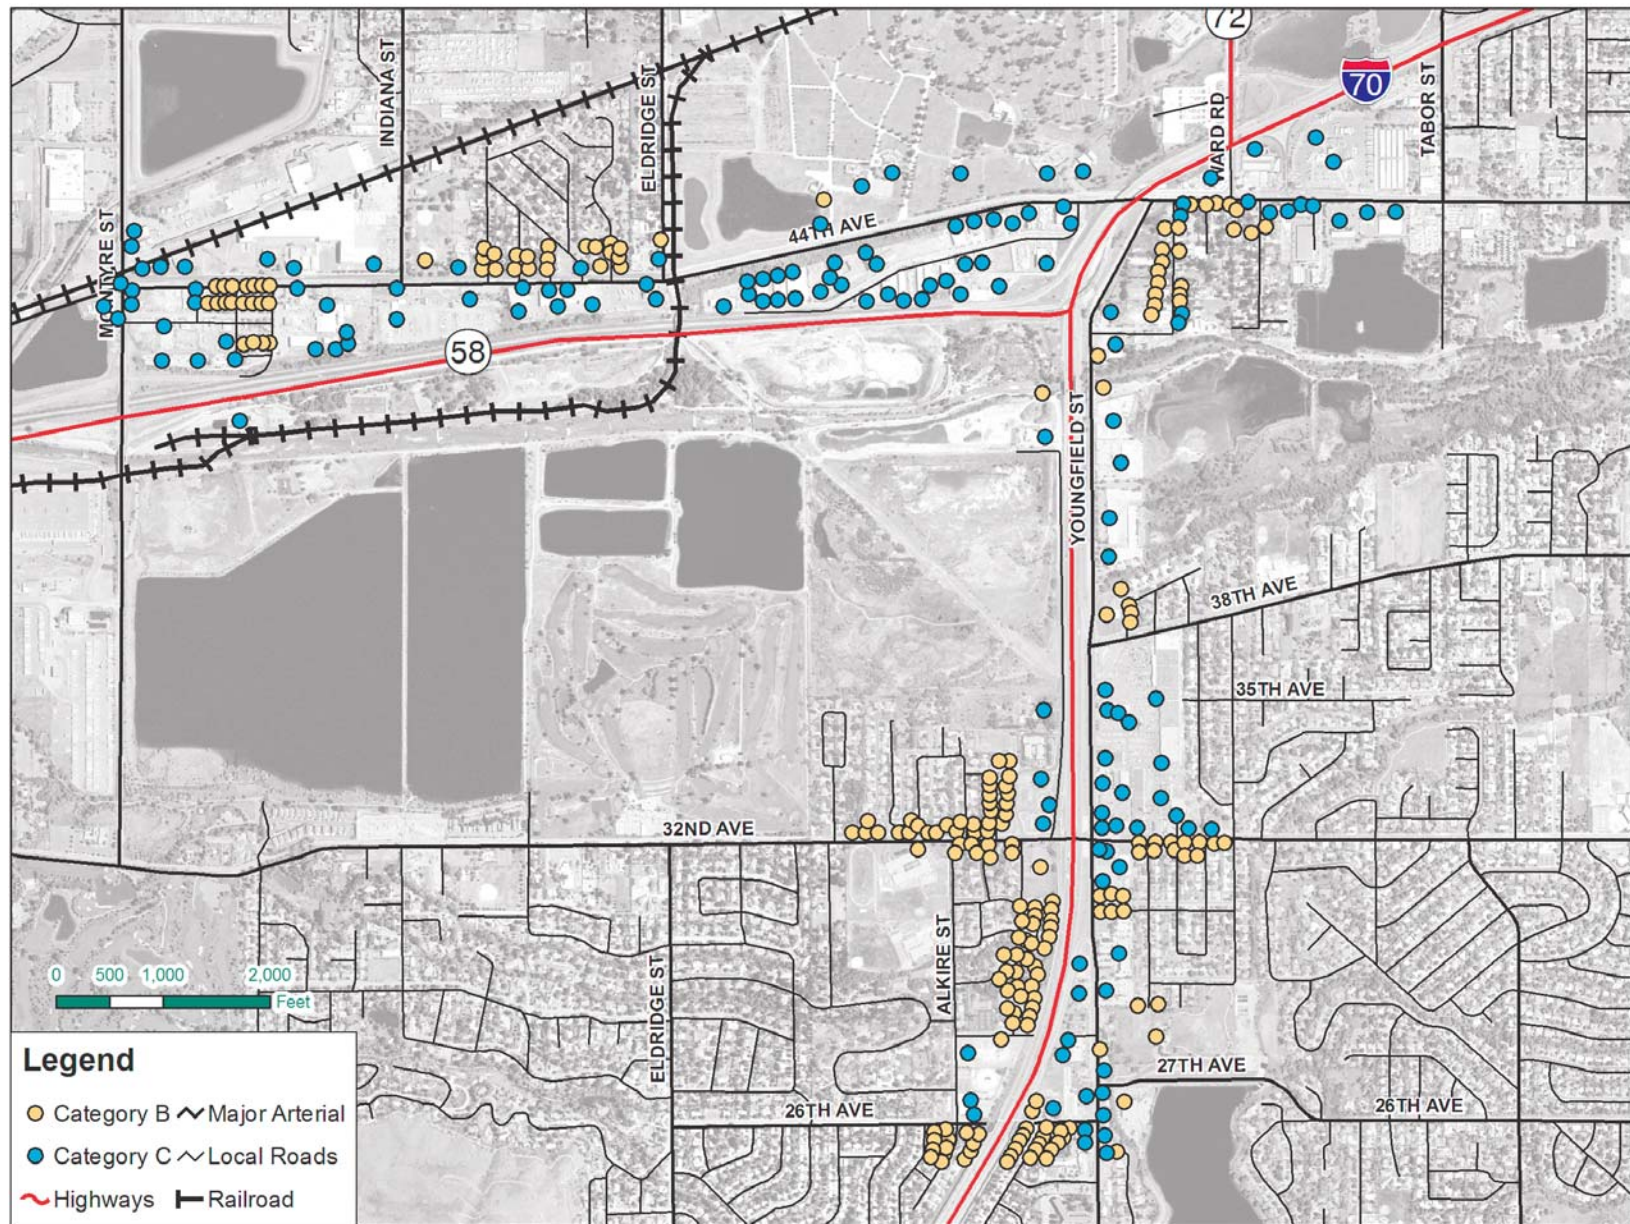 72
70
INDIANA ST
ELDRIDGE ST
WARD RD
TABOR ST
MCINTYRE ST
44TH AVE
58
YOUNGFIELD ST
38TH AVE
35TH AVE
32ND AVE
ALKIRE ST
ELDRIDGE ST
0 500 1,000 2,000
Feet
27TH AVE
26TH AVE
26TH AVE
Legend
Category B Major Arterial
Category C Local Roads
Highways Railroad